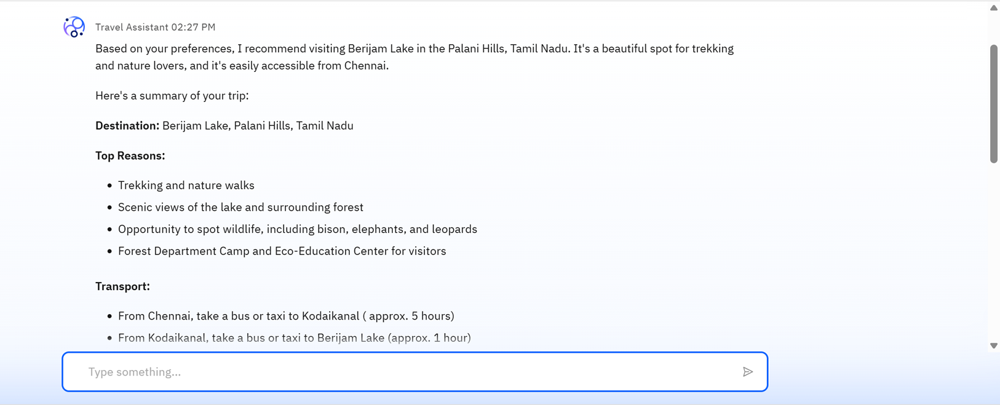 Travel Assistant 02:27 PM
Based on your preferences, I recommend visiting Berijam Lake in the Palani Hills, Tamil Nadu. It's a beautiful spot for trekking
and nature lovers, and it's easily accessible from Chennai.
Here's a summary of your trip:
Destination: Berijam Lake, Palani Hills, Tamil Nadu
Top Reasons:
• Trekking and nature walks
• Scenic views of the lake and surrounding forest
• Opportunity to spot wildlife, including bison, elephants, and leopards
• Forest Department Camp and Eco-Education Center for visitors
Transport:
• From Chennai, take a bus or taxi to Kodaikanal ( approx. 5 hours)
• From Kodaikanal, take a bus or taxi to Berijam Lake (approx. 1 hour)
Type something...